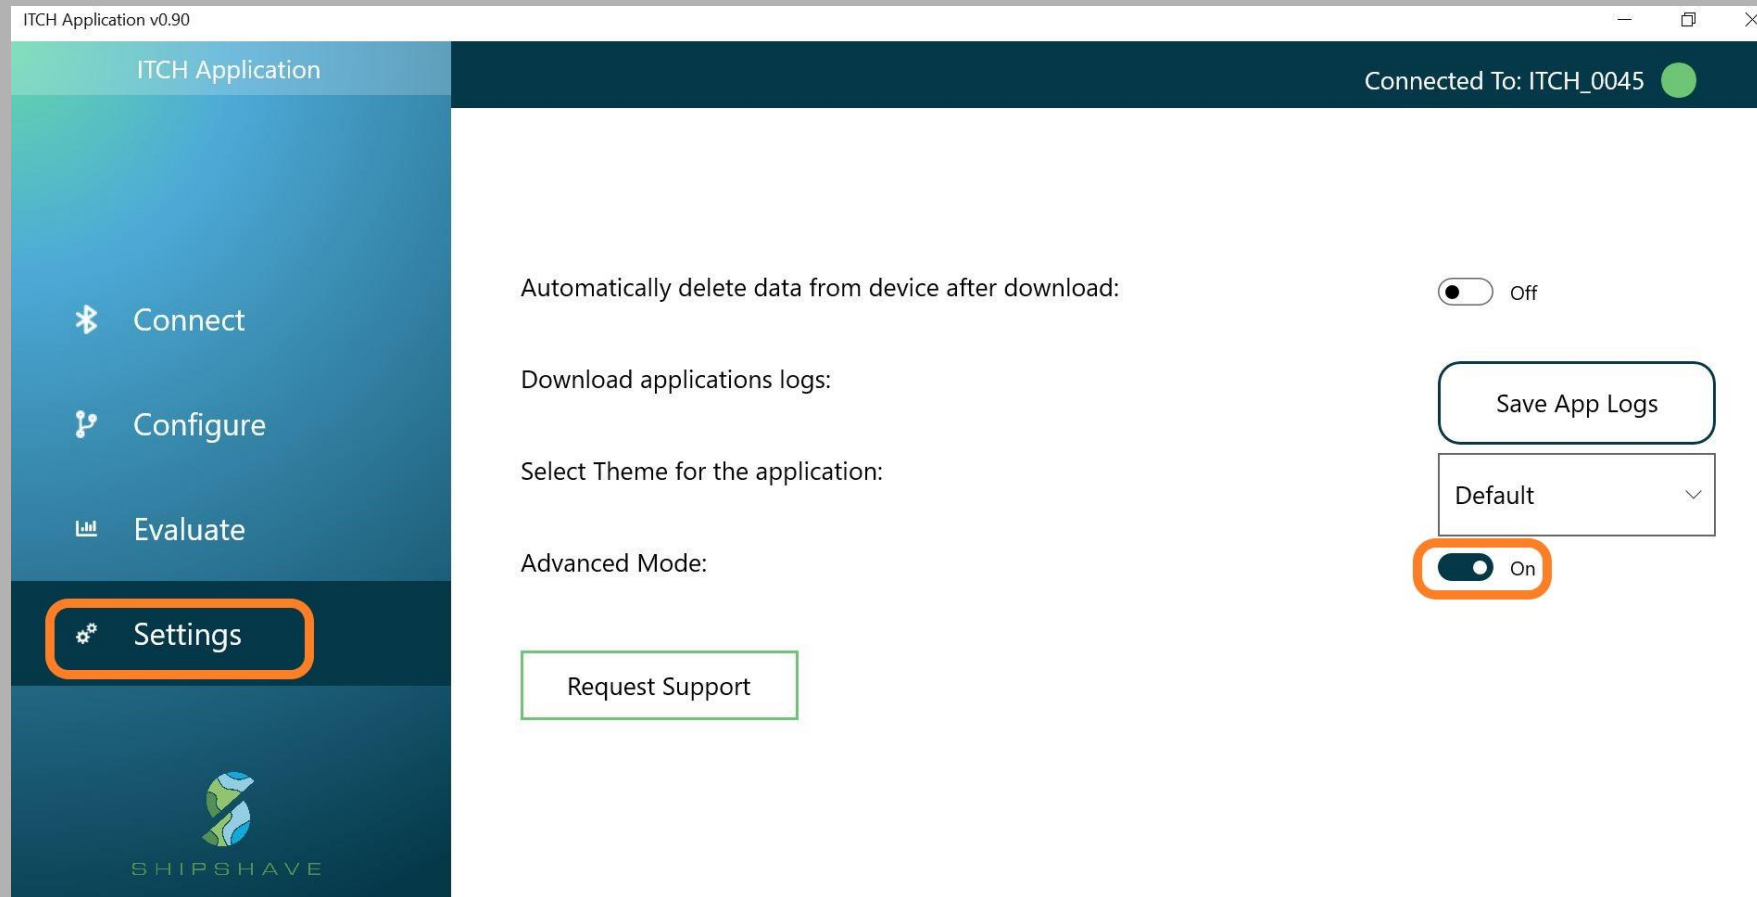 ITCH Application v0.90
ITCH Application
Connected To: ITCH_0045
Connect
Configure
Evaluate
Settings
SHIPSHAVE
Automatically delete data from device after download:
Off
Download applications logs:
Save App Logs
Select Theme for the application:
Default
Advanced Mode:
On
Request Support